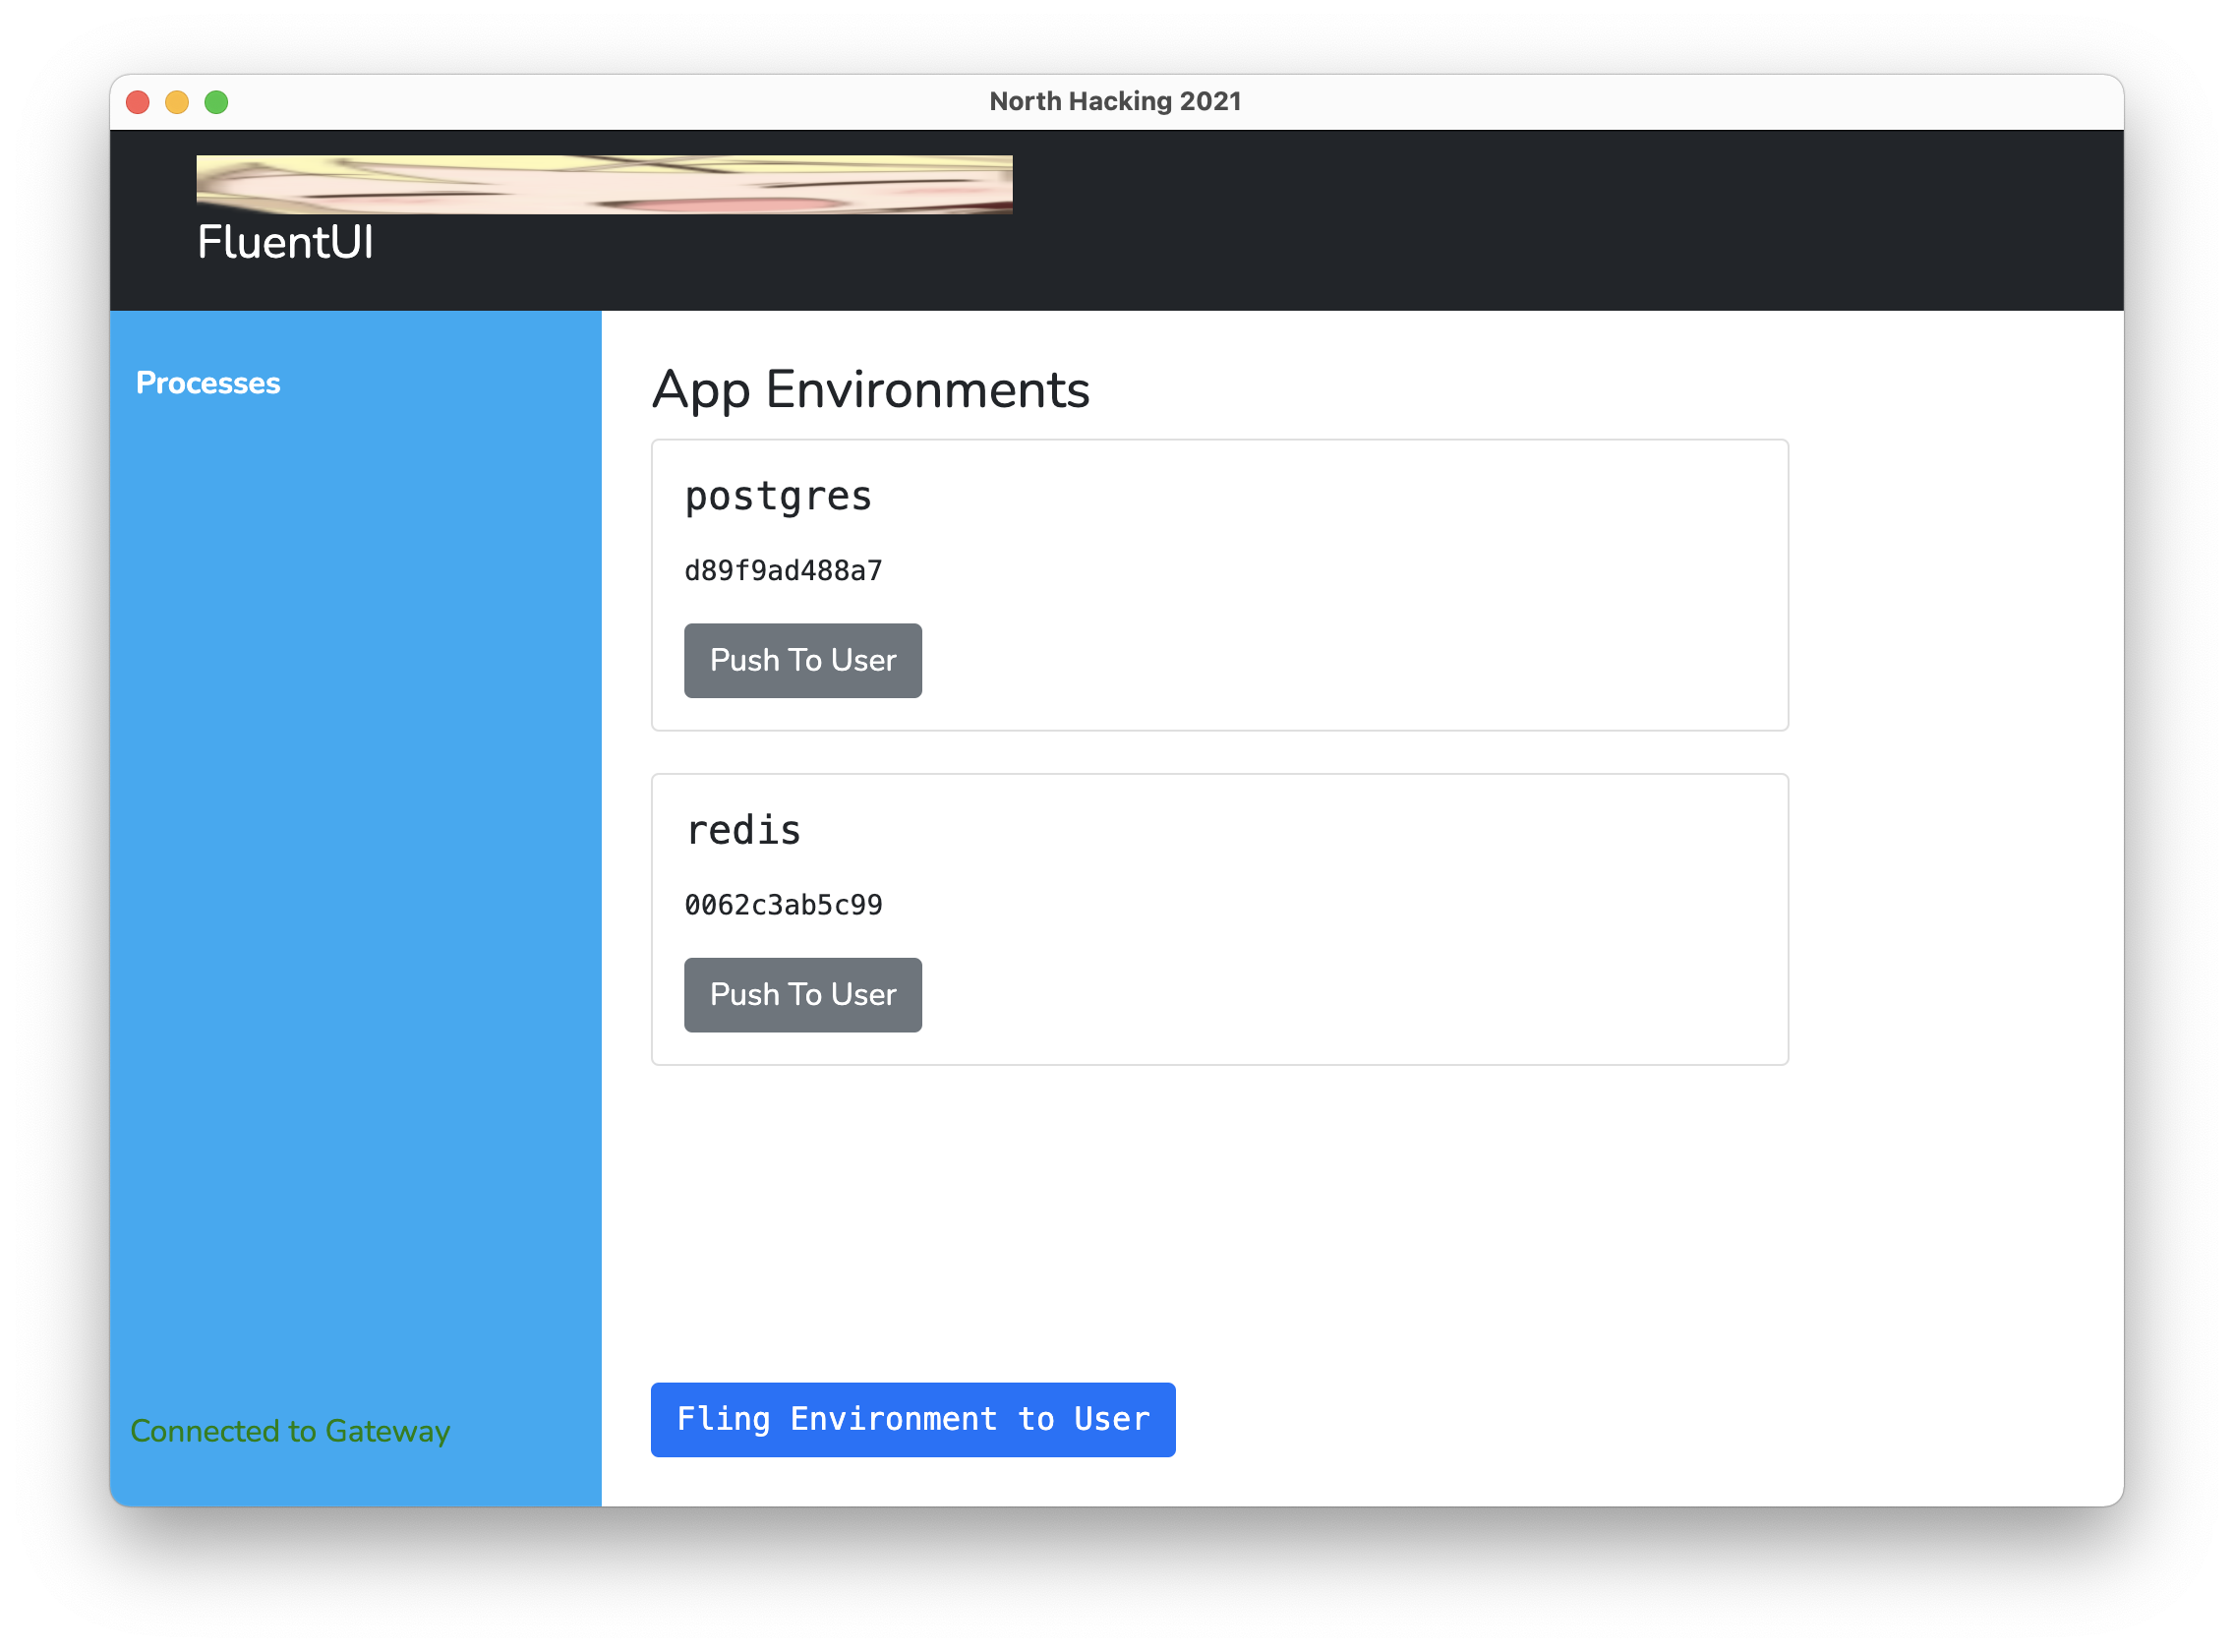 North Hacking 2021
FluentUI
Processes
App Environments
postgres
d89f9ad488a7
Push To User
redis
0062c3ab5c99
Push To User
Fling Environment to User
Connected to Gateway